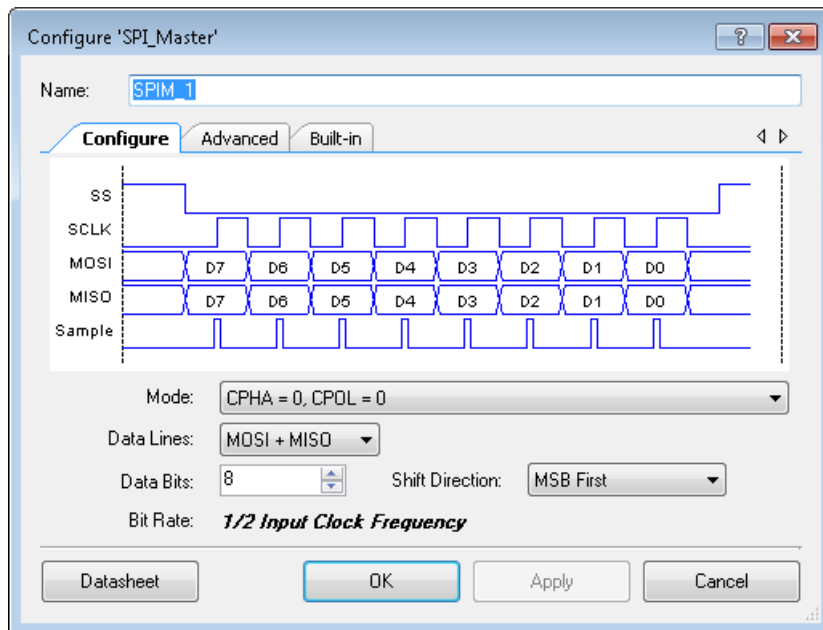 Configure 'SPI_Master'
Name: SPIM_1
Configure Advanced Built-in
SS
SCLK
MOSI D7 D6 D5 D4 D3 D2 D1 D0
MISO D7 D6 D5 D4 D3 D2 D1 D0
Sample
Mode: CPHA = 0, CPOL = 0
Data Lines: MOSI + MISO
Data Bits: 8 Shift Direction: MSB First
Bit Rate: 1/2 Input Clock Frequency
Datasheet OK Apply Cancel